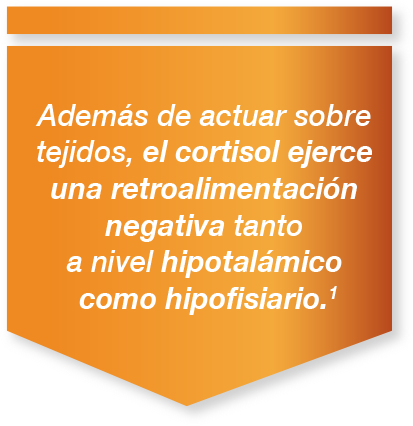 Además de actuar sobre
tejidos, el cortisol ejerce
una retroalimentación
negativa tanto
a nivel hipotalámico
como hipofisiario.¹